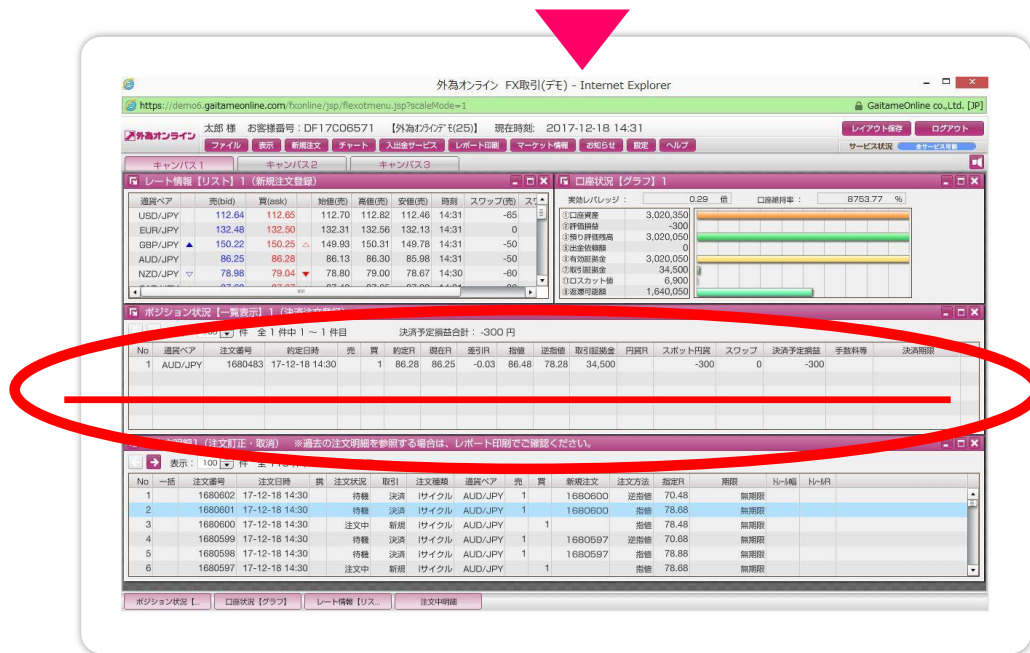 外為オンライン FX取引(デモ) - Internet Explorer
https://demo6.gaitameonline.com/fxonline/jsp/flexotmenu.jsp?scaleMode=1 GaitameOnline co.,Ltd. [JP]
外為オンライン 太郎 様 お客様番号：DF17C06571 【外為オンラインデモ(25)】 現在時刻: 2017-12-18 14:31 レイアウト保存 ログアウト
ファイル 表示 新規注文 チャート 入出金サービス レポート印刷 マーケット情報 お知らせ 設定 ヘルプ サービス状況 全サービス可能
キャンバス1 キャンバス2 キャンバス3
レート情報【リスト】1（新規注文登録）
通貨ペア 売(bid) 買(ask) 始値(売) 高値(売) 安値(売) 時刻 スワップ(売)
USD/JPY 112.64 112.65 112.70 112.82 112.46 14:31 -65
EUR/JPY 132.48 132.50 132.31 132.56 132.13 14:31 0
GBP/JPY ▲ 150.22 150.25 △ 149.93 150.31 149.78 14:31 -50
AUD/JPY 86.25 86.28 86.13 86.30 85.98 14:31 -50
NZD/JPY ▽ 78.98 79.04 ▼ 78.80 79.00 78.67 14:30 -60
口座状況【グラフ】1
実効レバレッジ： 0.29 倍 口座維持率： 8753.77 %
①口座資産 3,020,350
②評価損益 -300
③預り評価残高 3,020,050
④出金依頼額 0
⑤有効証拠金 3,020,050
⑦取引証拠金 34,500
⑪ロスカット値 6,900
⑧返還可能額 1,640,050
ポジション状況【一覧表示】1
件 全 1 件中 1 ～ 1 件目 決済予定損益合計： -300 円
No 通貨ペア 注文番号 約定日時 売 買 約定R 現在R 差引R 指値 逆指値 取引証拠金 円貨R スポット円貨 スワップ 決済予定損益 手数料等 決済期限
1 AUD/JPY 1680483 17-12-18 14:30 1 86.28 86.25 -0.03 86.48 78.28 34,500 -300 0 -300
（注文訂正・取消） ※過去の注文明細を参照する場合は、レポート印刷でご確認ください。
表示： 100 件
No 一括 注文番号 注文日時 携 注文状況 取引 注文種類 通貨ペア 売 買 新規注文 注文方法 指定R 期限 トレール幅 トレールR
1 1680602 17-12-18 14:30 待機 決済 iサイクル AUD/JPY 1 1680600 逆指値 70.48 無期限
2 1680601 17-12-18 14:30 待機 決済 iサイクル AUD/JPY 1 1680600 指値 78.68 無期限
3 1680600 17-12-18 14:30 注文中 新規 iサイクル AUD/JPY 1 指値 78.48 無期限
4 1680599 17-12-18 14:30 待機 決済 iサイクル AUD/JPY 1 1680597 逆指値 70.68 無期限
5 1680598 17-12-18 14:30 待機 決済 iサイクル AUD/JPY 1 1680597 指値 78.88 無期限
6 1680597 17-12-18 14:30 注文中 新規 iサイクル AUD/JPY 1 指値 78.68 無期限
ポジション状況【... 口座状況【グラフ】 レート情報【リス... 注文中明細